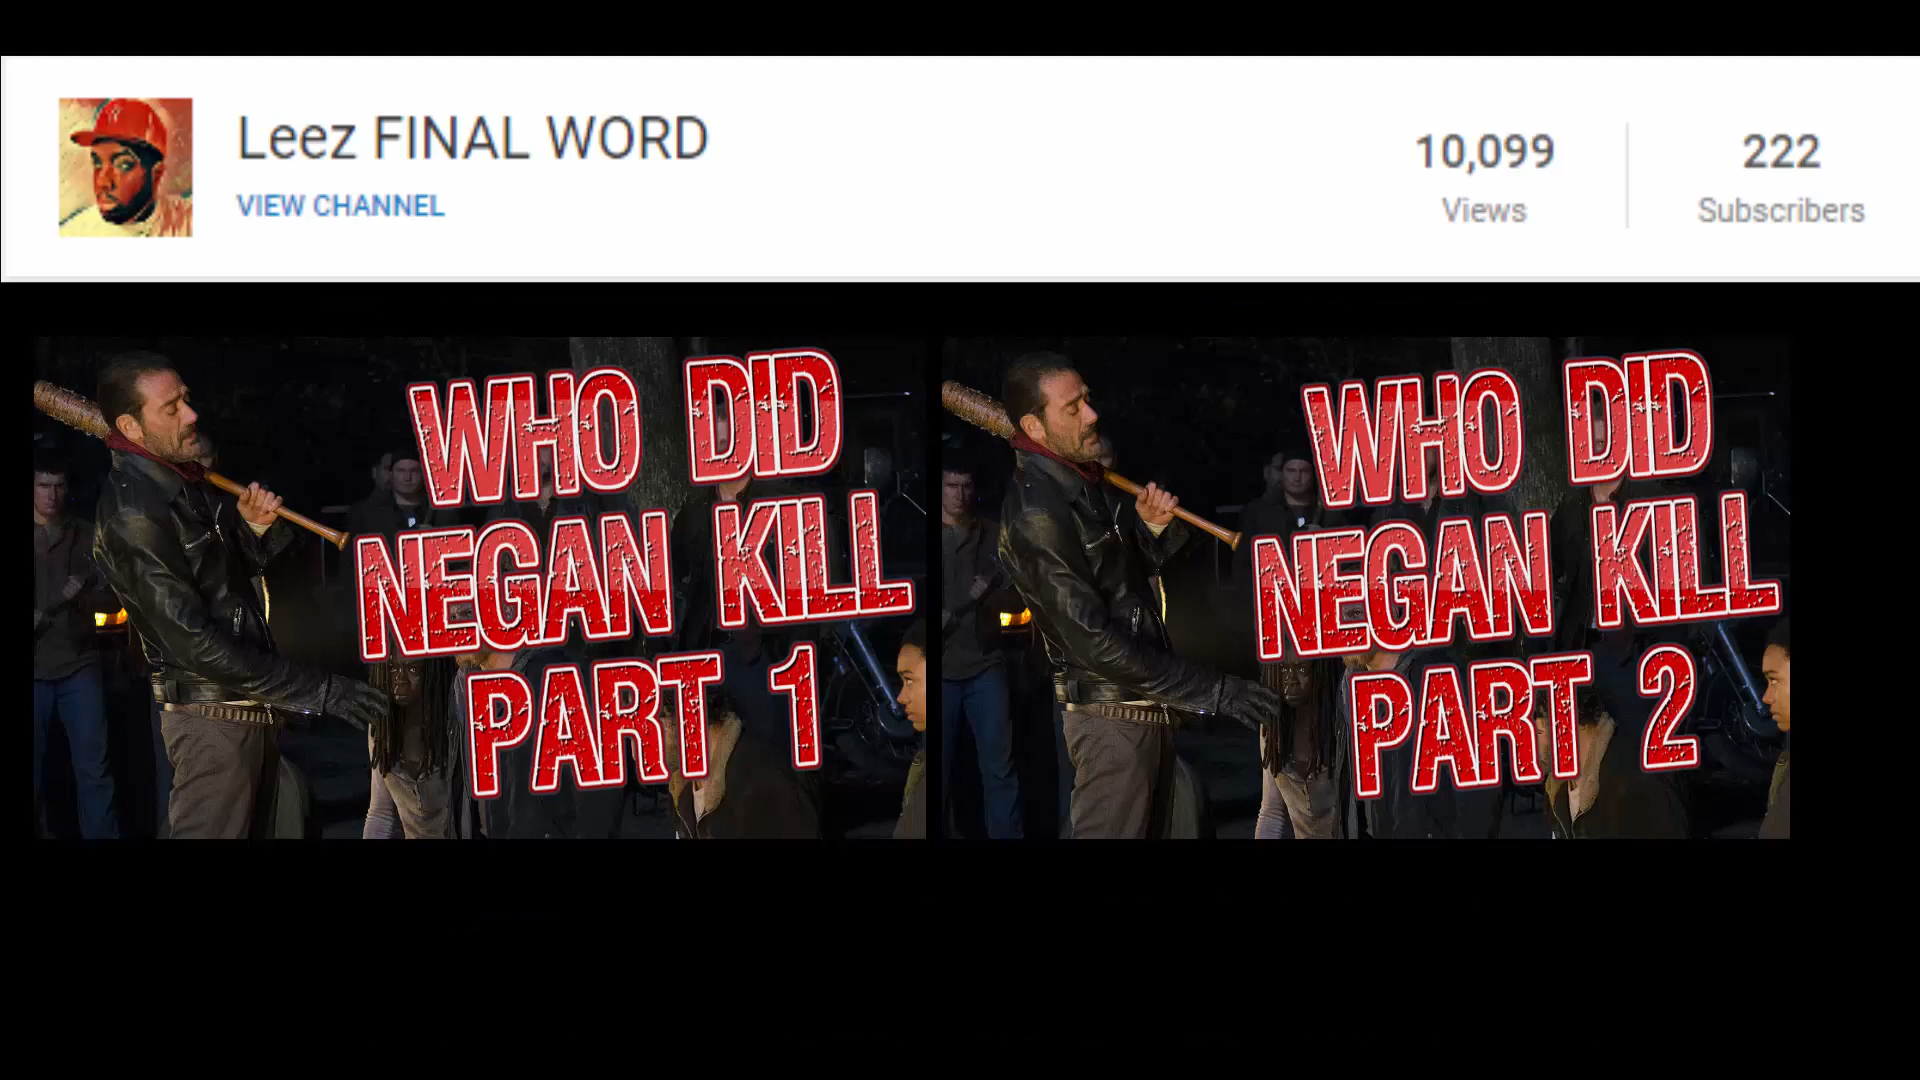 Leez FINAL WORD
VIEW CHANNEL
10,099
Views
222
Subscribers
WHO DID
NEGAN KILL
PART 1
WHO DID
NEGAN KILL
PART 2